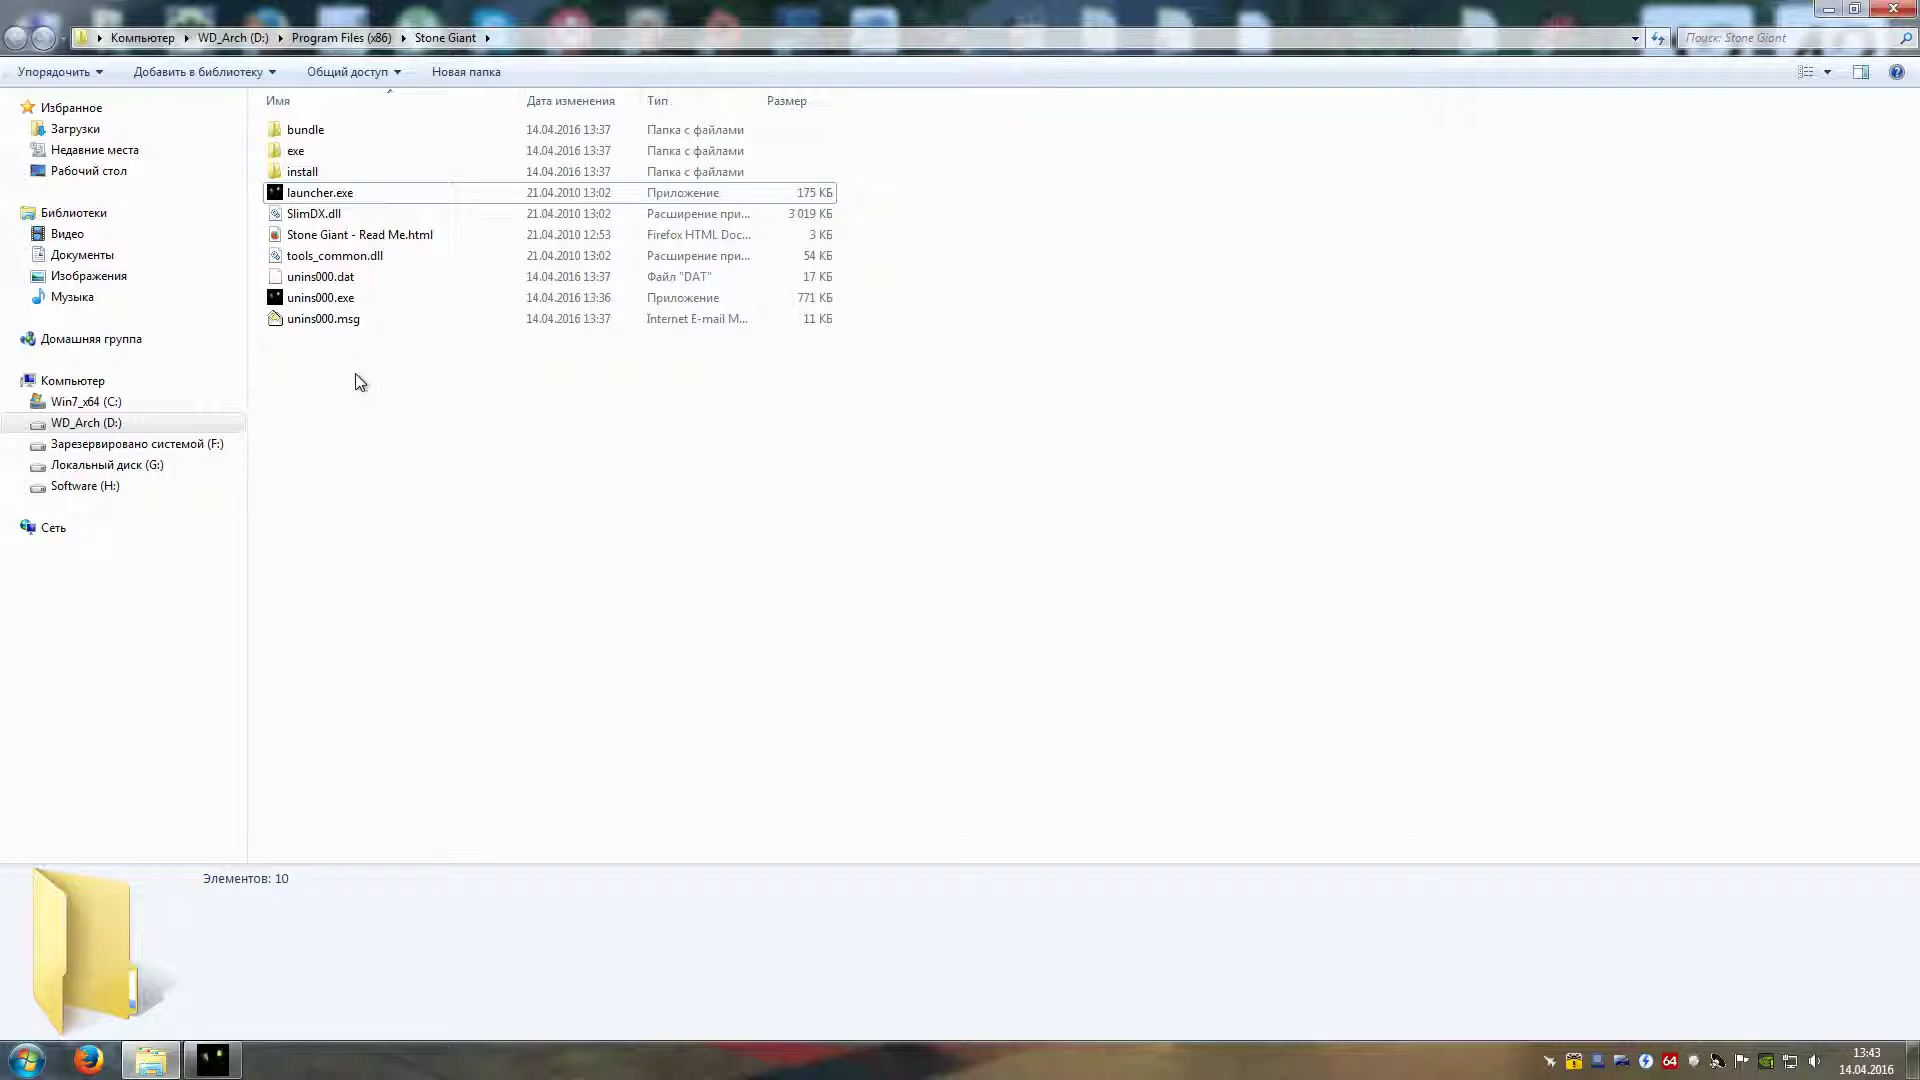 Компьютер
WD_Arch (D:)
Program Files (x86)
Stone Giant
Поиск: Stone Giant
Упорядочить
Добавить в библиотеку
Общий доступ
Новая папка
Избранное
Загрузки
Недавние места
Рабочий стол
Библиотеки
Видео
Документы
Изображения
Музыка
Домашняя группа
Компьютер
Win7_x64 (C:)
WD_Arch (D:)
Зарезервировано системой (F:)
Локальный диск (G:)
Software (H:)
Сеть
Имя Дата изменения Тип Размер
bundle 14.04.2016 13:37 Папка с файлами
exe 14.04.2016 13:37 Папка с файлами
install 14.04.2016 13:37 Папка с файлами
launcher.exe 21.04.2010 13:02 Приложение 175 КБ
SlimDX.dll 21.04.2010 13:02 Расширение при... 3 019 КБ
Stone Giant - Read Me.html 21.04.2010 12:53 Firefox HTML Doc... 3 КБ
tools_common.dll 21.04.2010 13:02 Расширение при... 54 КБ
unins000.dat 14.04.2016 13:37 Файл "DAT" 17 КБ
unins000.exe 14.04.2016 13:36 Приложение 771 КБ
unins000.msg 14.04.2016 13:37 Internet E-mail M... 11 КБ
Элементов: 10
64
13:43
14.04.2016